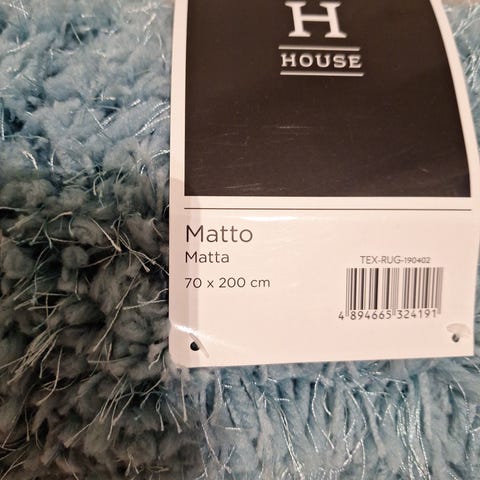 H
HOUSE
Matto
Matta
70 x 200 cm
TEX-RUG-190402
4 894665 324191